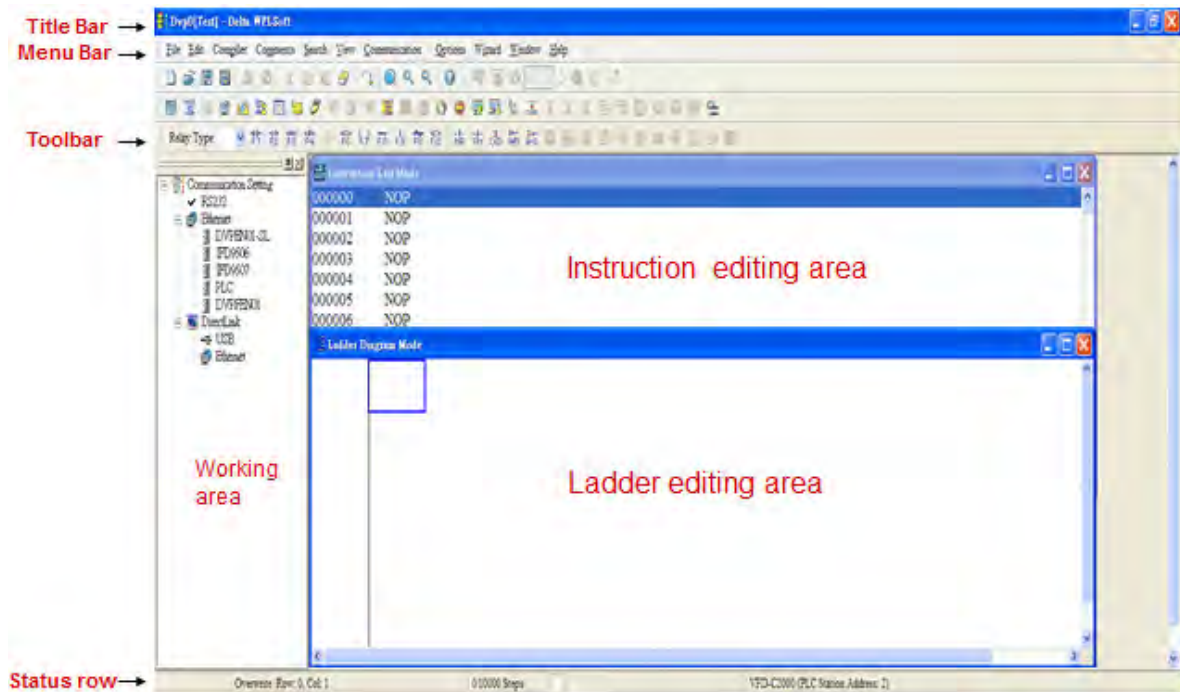 Title Bar
Dvp0[Test] - Delta WPLSoft
Menu Bar
File Edit Compiler Comments Search View Communication Options Wizard Window Help
Toolbar
Relay Type
Communication Setting
RS232
Ethernet
DVPEN01-SL
IFD9506
IFD9507
PLC
DVPFEN01
DirectLink
USB
Ethernet
Working
area
Instruction List Mode
000000 NOP
000001 NOP
000002 NOP
000003 NOP
000004 NOP
000005 NOP
000006 NOP
Instruction editing area
Ladder Diagram Mode
Ladder editing area
Status row
Overwrite Row: 0, Col: 1
0/10000 Steps
VFD-C2000 (PLC Station Address: 2)